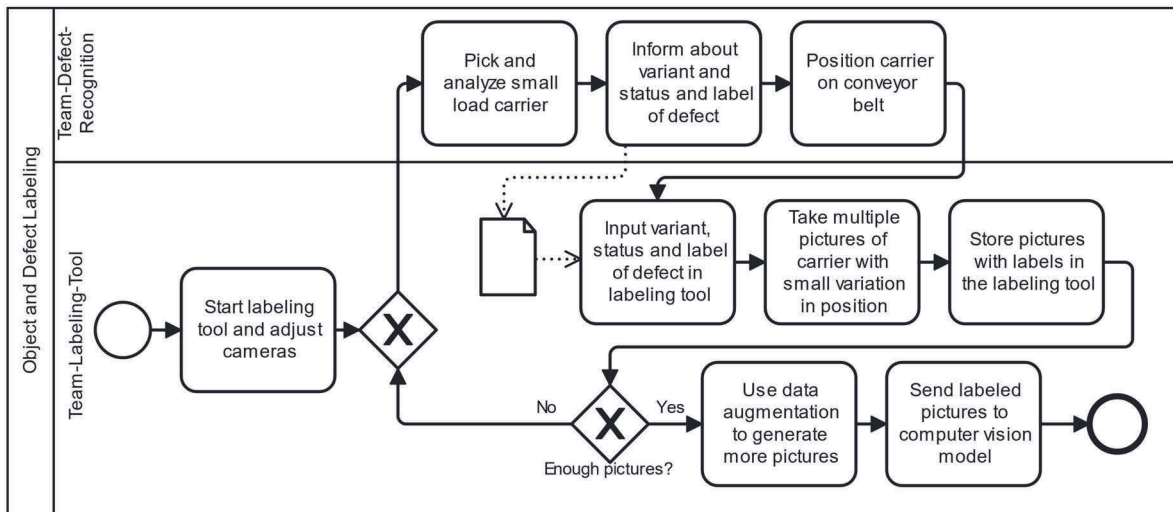 Object and Defect Labeling
Team-Defect-
Recognition
Pick and
analyze small
load carrier
Inform about
variant and
status and label
of defect
Position carrier
on conveyor
belt
Team-Labeling-Tool
Start labeling
tool and adjust
cameras
X
Input variant,
status and label
of defect in
labeling tool
Take multiple
pictures of
carrier with
small variation
in position
Store pictures
with labels in
the labeling tool
No
X
Yes
Enough pictures?
Use data
augmentation
to generate
more pictures
Send labeled
pictures to
computer vision
model